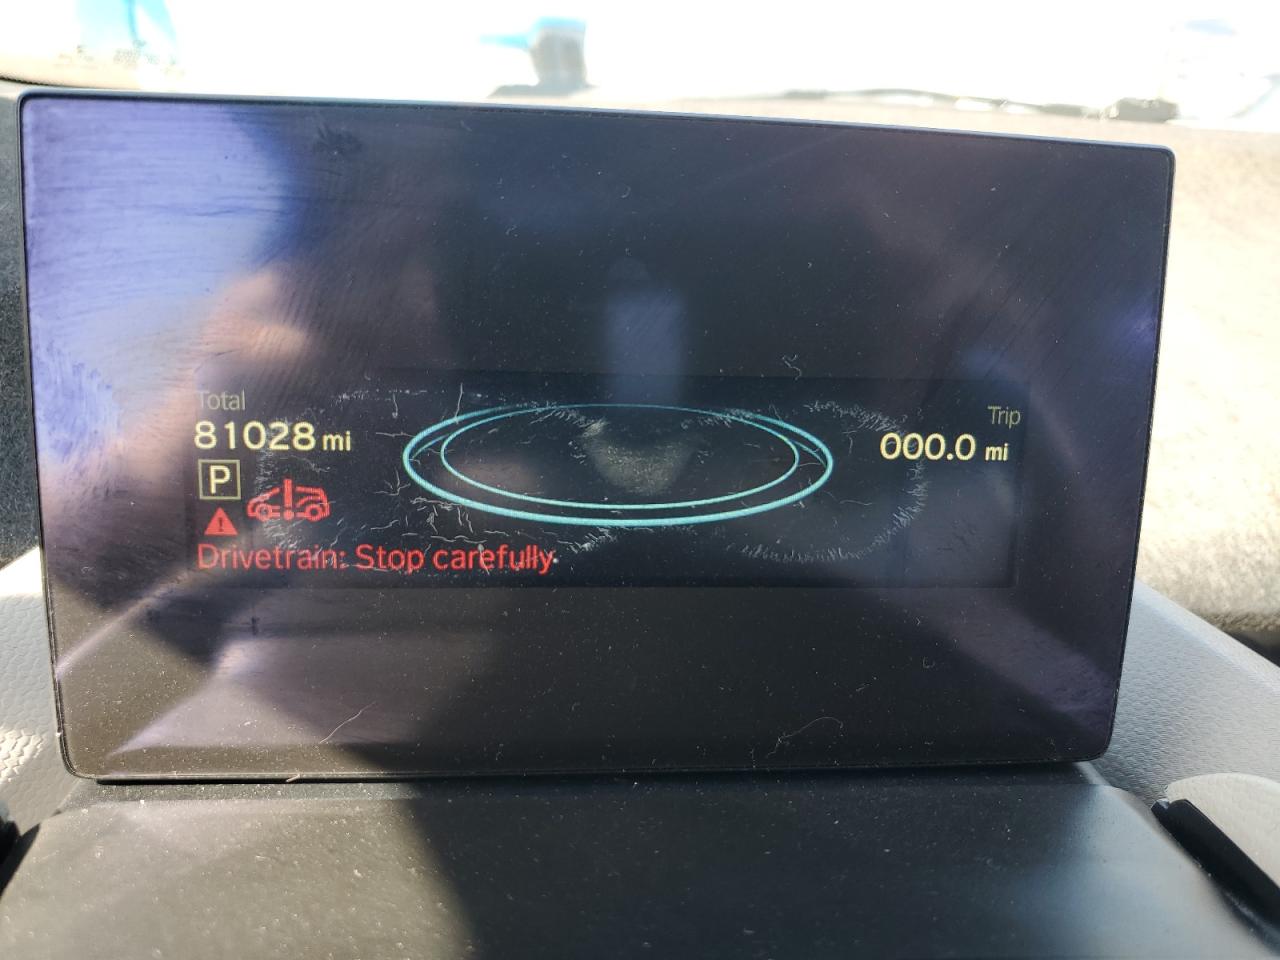 Total
Trip
81028 mi
000.0 mi
P
Drivetrain: Stop carefully